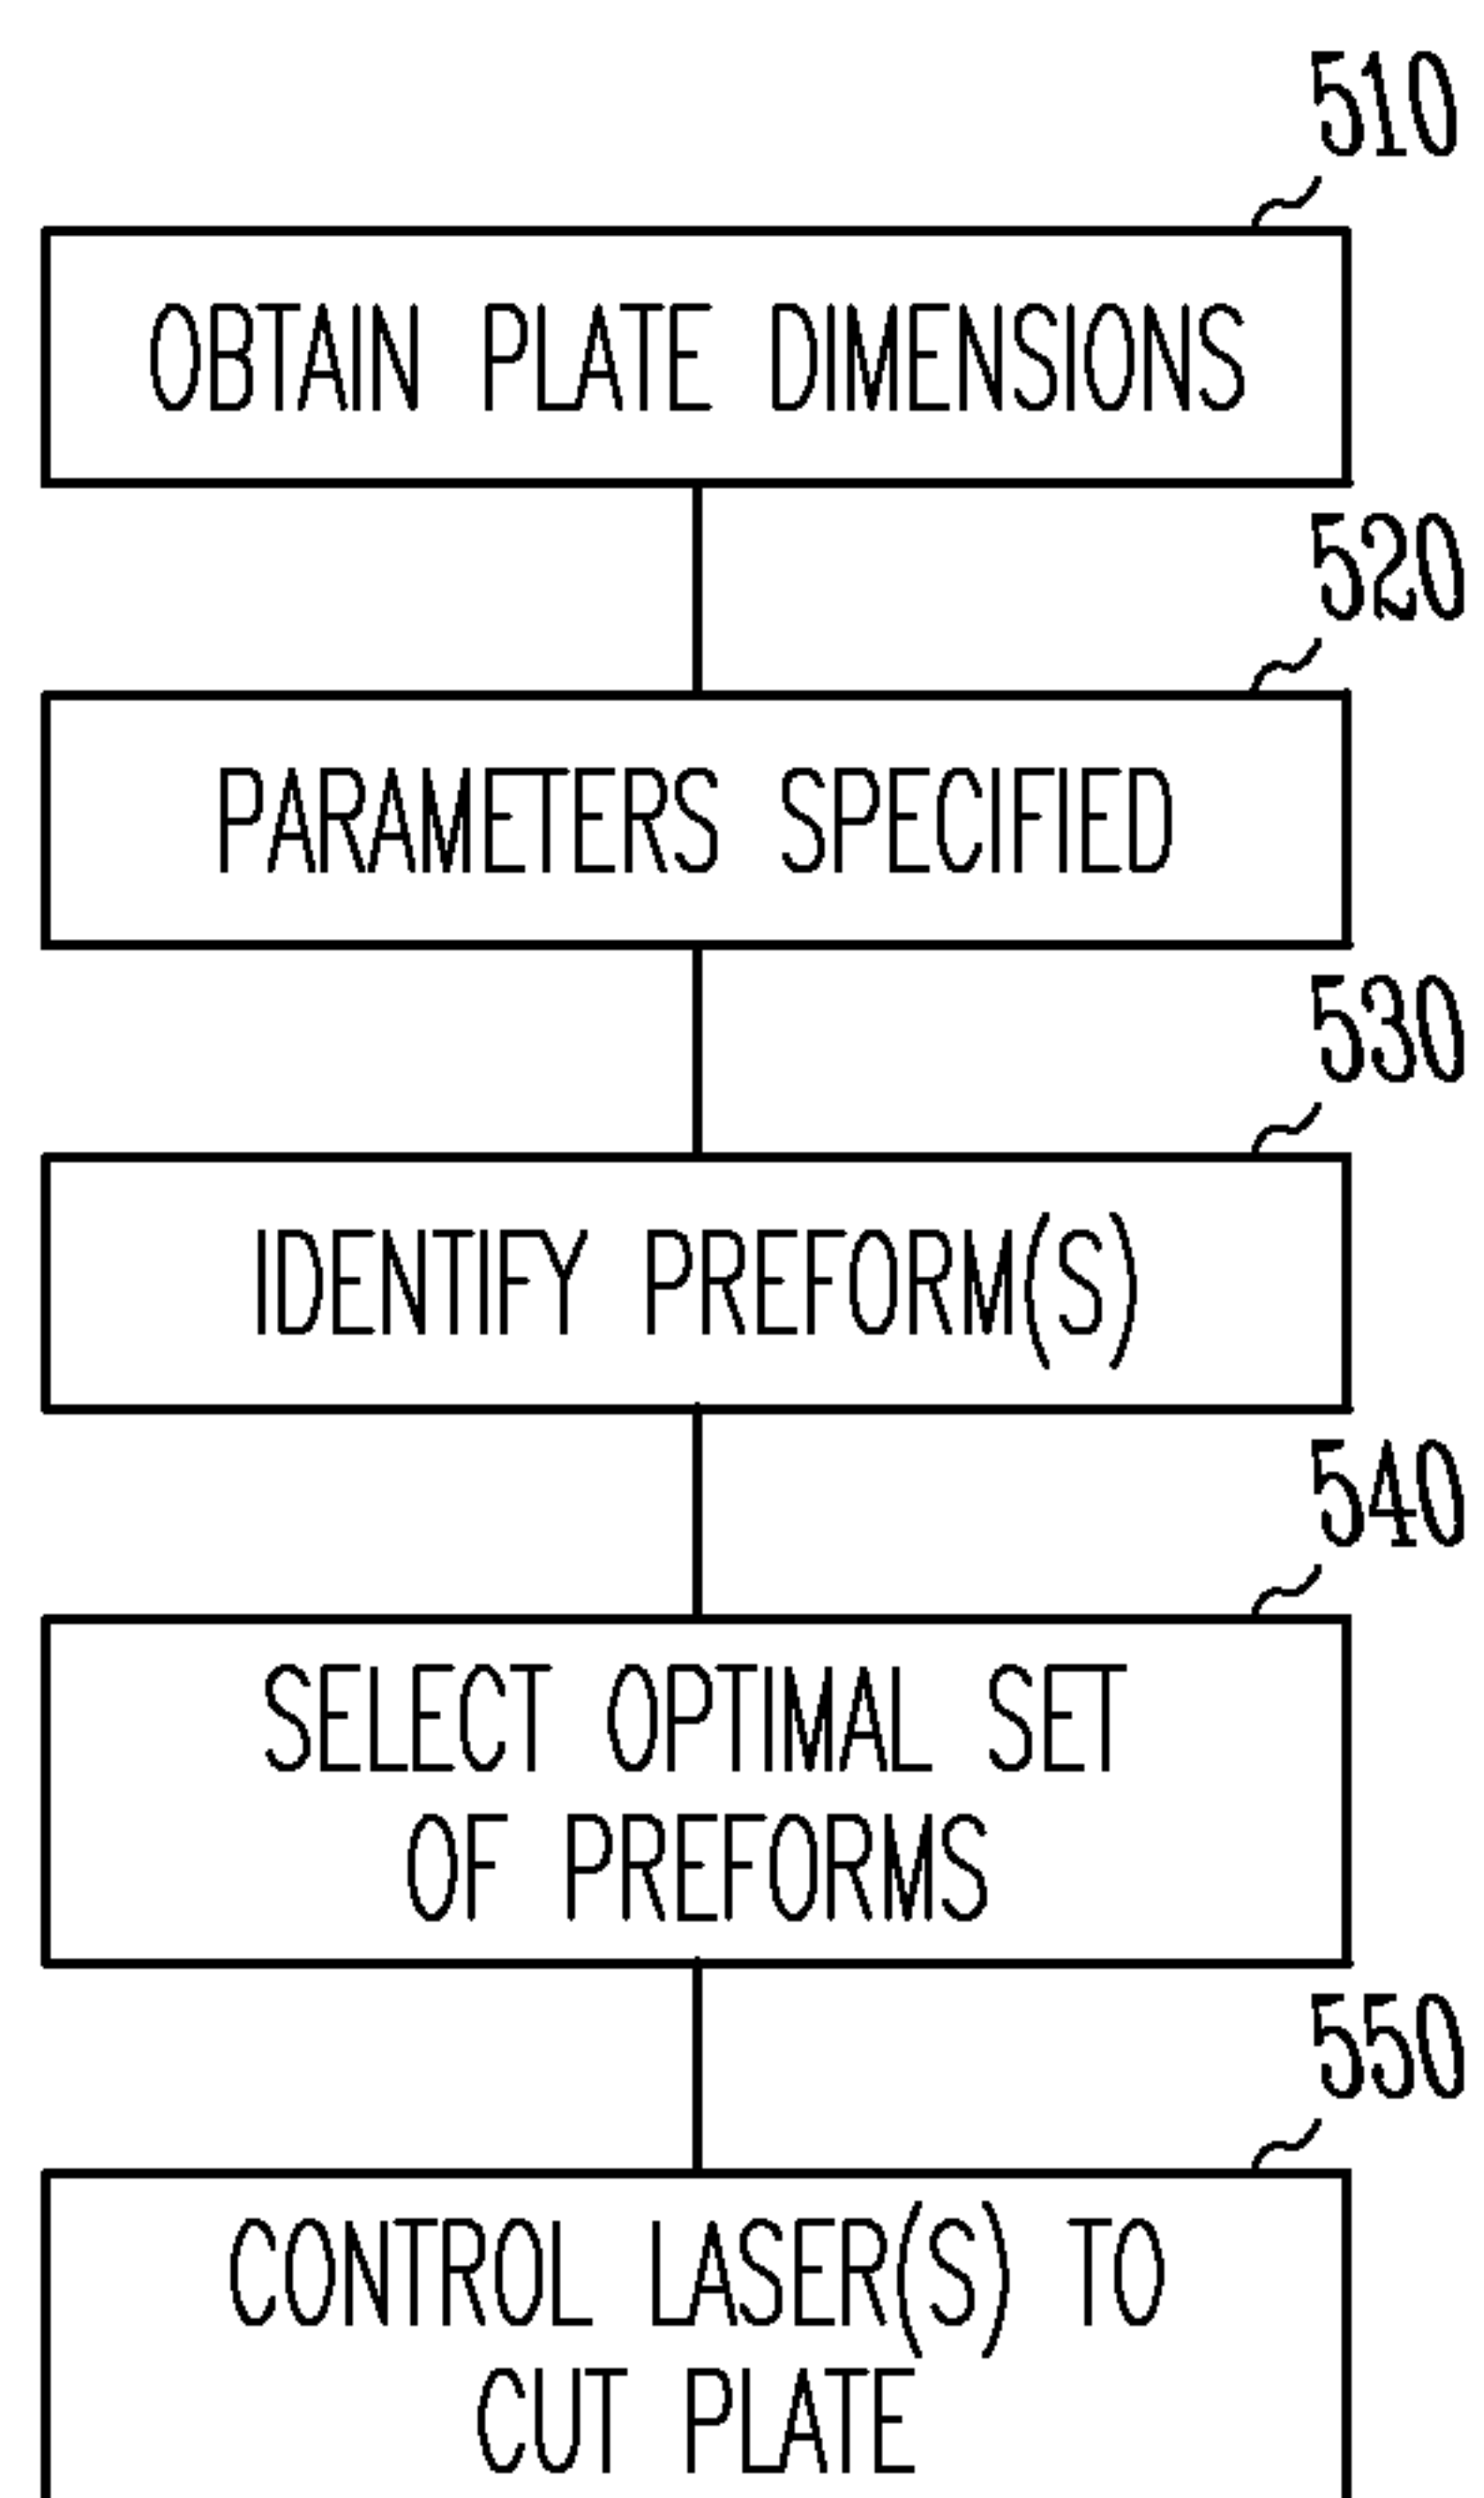 510
OBTAIN PLATE DIMENSIONS
520
PARAMETERS SPECIFIED
530
IDENTIFY PREFORM(S)
540
SELECT OPTIMAL SET
OF PREFORMS
550
CONTROL LASER(S) TO
CUT PLATE